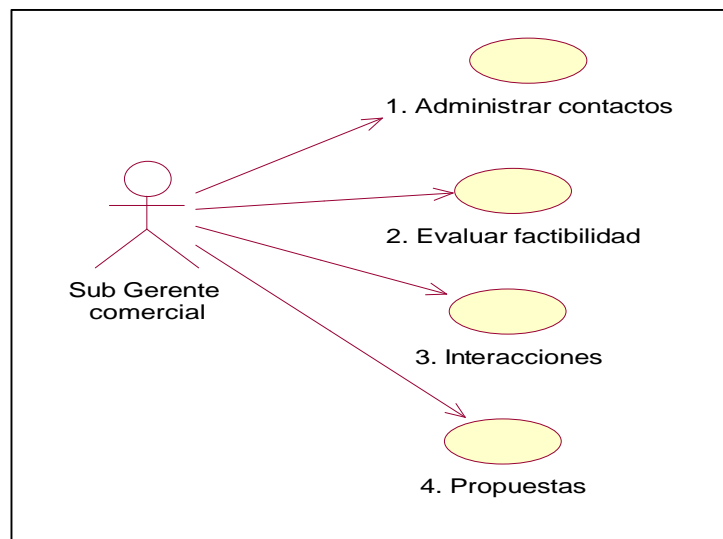 1. Administrar contactos
2. Evaluar factibilidad
Sub Gerente
comercial
3. Interacciones
4. Propuestas